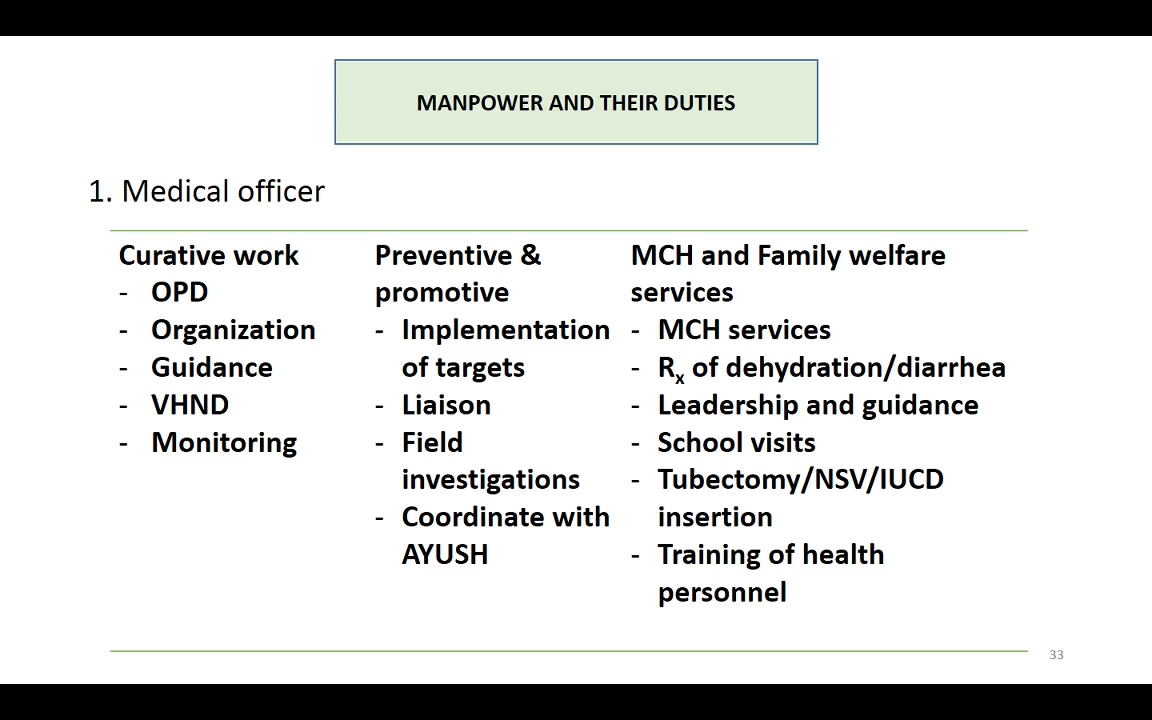 MANPOWER AND THEIR DUTIES
1. Medical officer
Curative work
- OPD
- Organization
- Guidance
- VHND
- Monitoring
Preventive &
promotive
- Implementation
of targets
- Liaison
- Field
investigations
- Coordinate with
AYUSH
MCH and Family welfare
services
- MCH services
- Rx of dehydration/diarrhea
- Leadership and guidance
- School visits
- Tubectomy/NSV/IUCD
insertion
- Training of health
personnel
33